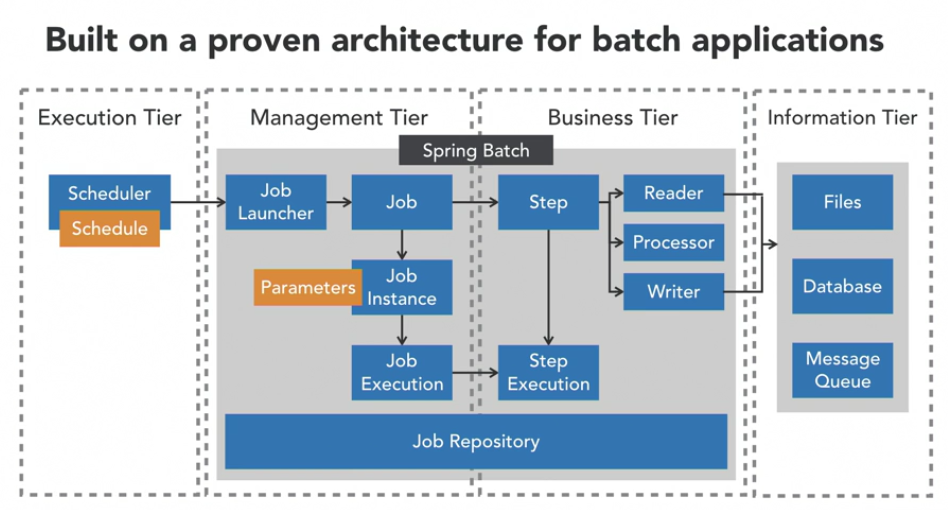 Built on a proven architecture for batch applications
Execution Tier
Management Tier
Business Tier
Information Tier
Spring Batch
Scheduler
Schedule
Job
Launcher
Job
Step
Reader
Processor
Writer
Files
Database
Message
Queue
Parameters
Job
Instance
Job
Execution
Step
Execution
Job Repository